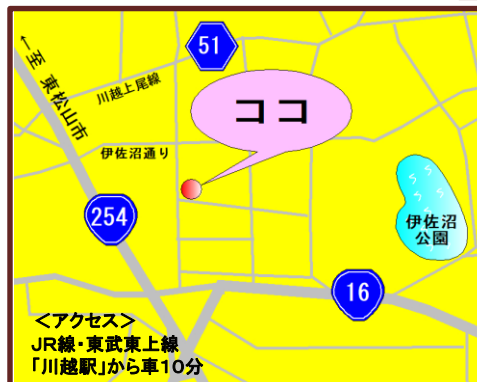 51
←至 東松山市
川越上尾線
ココ
伊佐沼通り
254
伊佐沼
公園
16
＜アクセス＞
JR線・東武東上線
「川越駅」から車10分